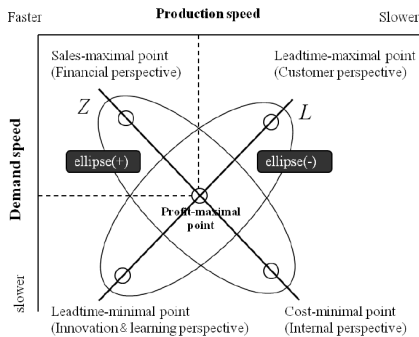 Production speed
Faster
Slower
Sales-maximal point
(Financial perspective)
Leadtime-maximal point
(Customer perspective)
Z
L
ellipse(+)
ellipse(-)
Demand speed
Profit-maximal
point
slower
Leadtime-minimal point
(Innovation & learning perspective)
Cost-minimal point
(Internal perspective)